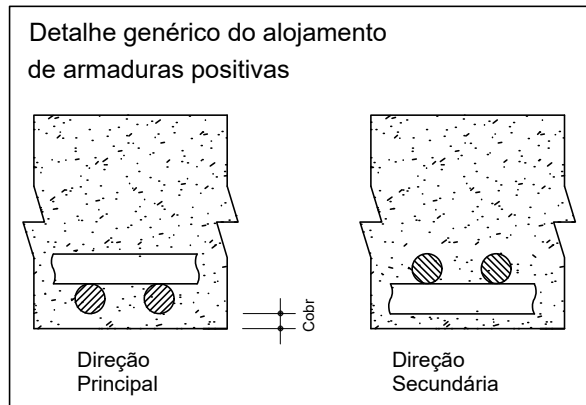 Detalhe genérico do alojamento
de armaduras positivas
Cobr
Direção
Principal
Direção
Secundária